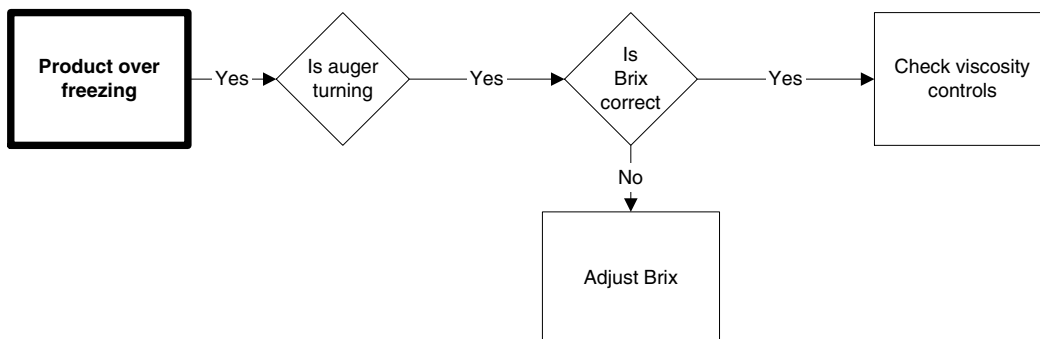 Product over
freezing
Yes
Is auger
turning
Yes
Is
Brix
correct
Yes
Check viscosity
controls
No
Adjust Brix